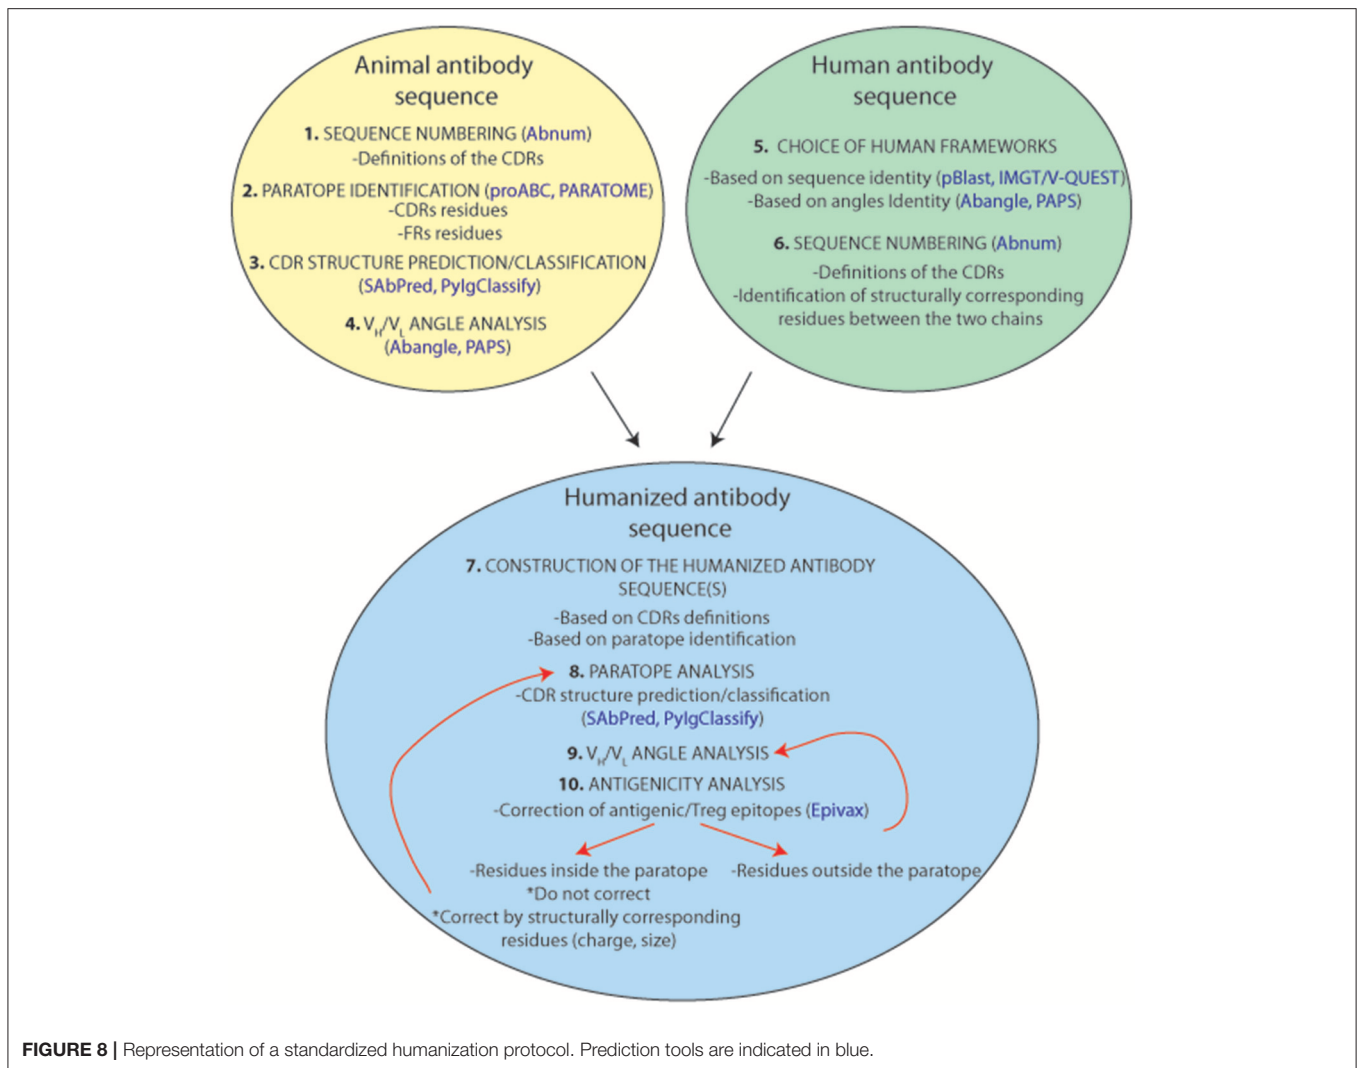 Animal antibody
sequence
1. SEQUENCE NUMBERING (Abnum)
-Definitions of the CDRs
2. PARATOPE IDENTIFICATION (proABC, PARATOME)
-CDRs residues
-FRs residues
3. CDR STRUCTURE PREDICTION/CLASSIFICATION
(SAbPred, PyIgClassify)
4. VH/VL ANGLE ANALYSIS
(Abangle, PAPS)
Human antibody
sequence
5. CHOICE OF HUMAN FRAMEWORKS
-Based on sequence identity (pBlast, IMGT/V-QUEST)
-Based on angles Identity (Abangle, PAPS)
6. SEQUENCE NUMBERING (Abnum)
-Definitions of the CDRs
-Identification of structurally corresponding
residues between the two chains
Humanized antibody
sequence
7. CONSTRUCTION OF THE HUMANIZED ANTIBODY
SEQUENCE(S)
-Based on CDRs definitions
-Based on paratope identification
8. PARATOPE ANALYSIS
-CDR structure prediction/classification
(SAbPred, PyIgClassify)
9. VH/VL ANGLE ANALYSIS
10. ANTIGENICITY ANALYSIS
-Correction of antigenic/Treg epitopes (Epivax)
-Residues inside the paratope
*Do not correct
*Correct by structurally corresponding
residues (charge, size)
-Residues outside the paratope
FIGURE 8 | Representation of a standardized humanization protocol. Prediction tools are indicated in blue.